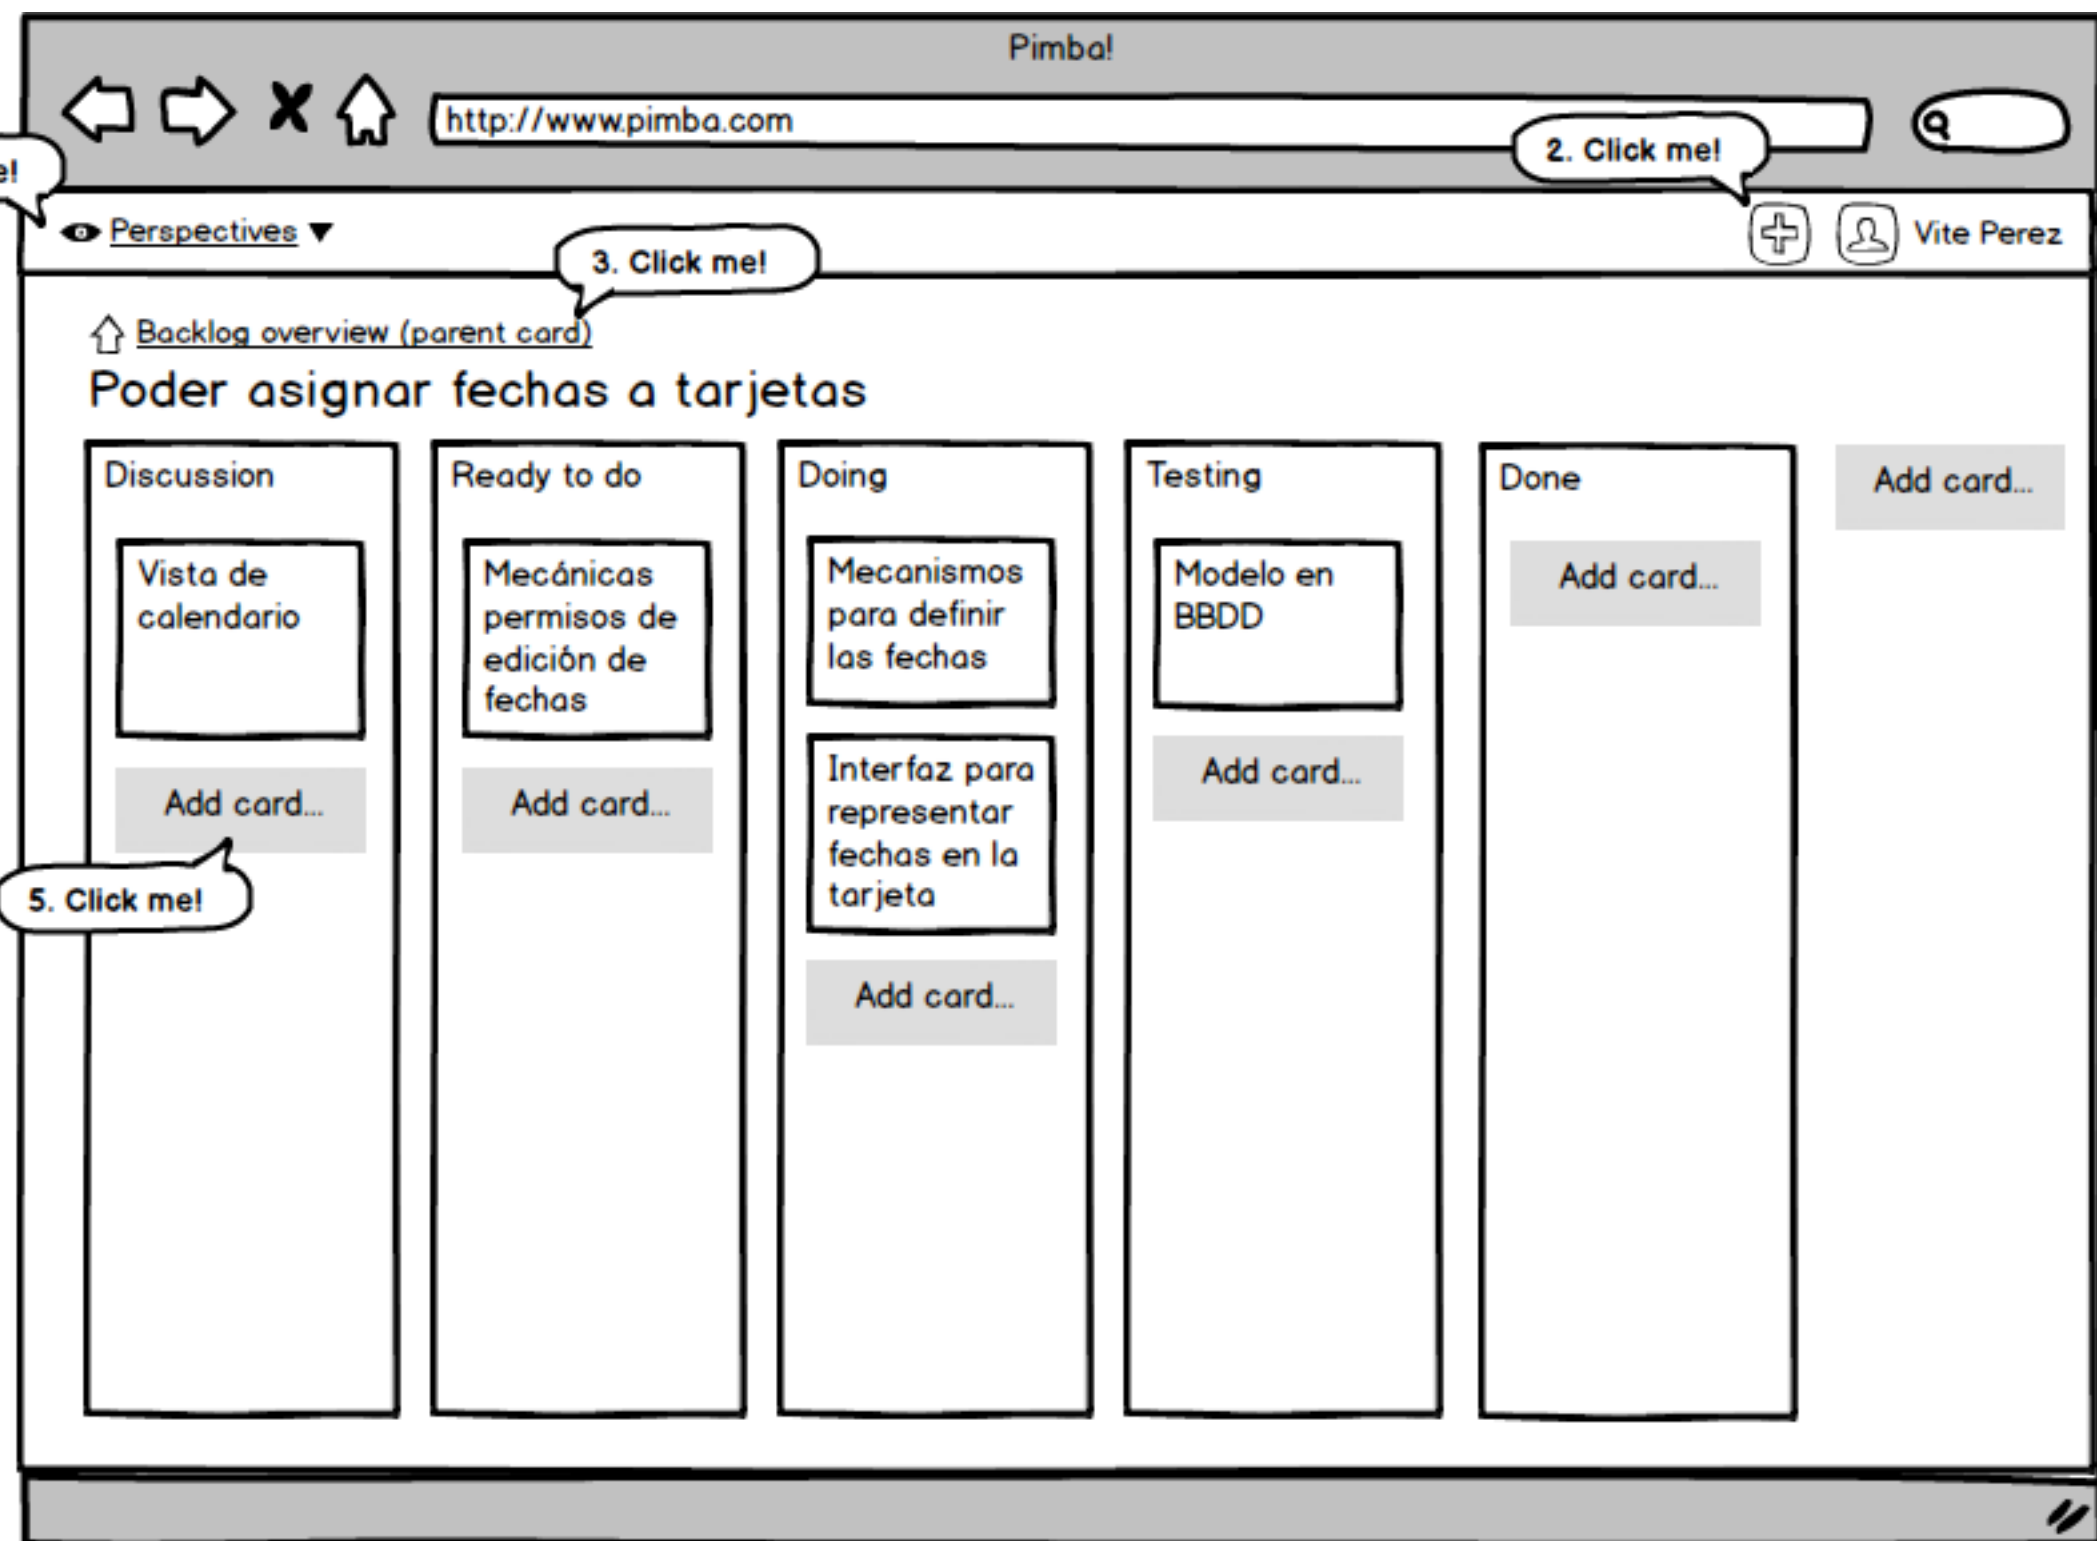 Pimba!
http://www.pimba.com
2. Click me!
e!
Perspectives
Vite Perez
3. Click me!
Backlog overview (parent card)
Poder asignar fechas a tarjetas
Discussion
Vista de
calendario
Add card...
5. Click me!
Ready to do
Mecánicas
permisos de
edición de
fechas
Add card...
Doing
Mecanismos
para definir
las fechas
Interfaz para
representar
fechas en la
tarjeta
Add card...
Testing
Modelo en
BBDD
Add card...
Done
Add card...
Add card...